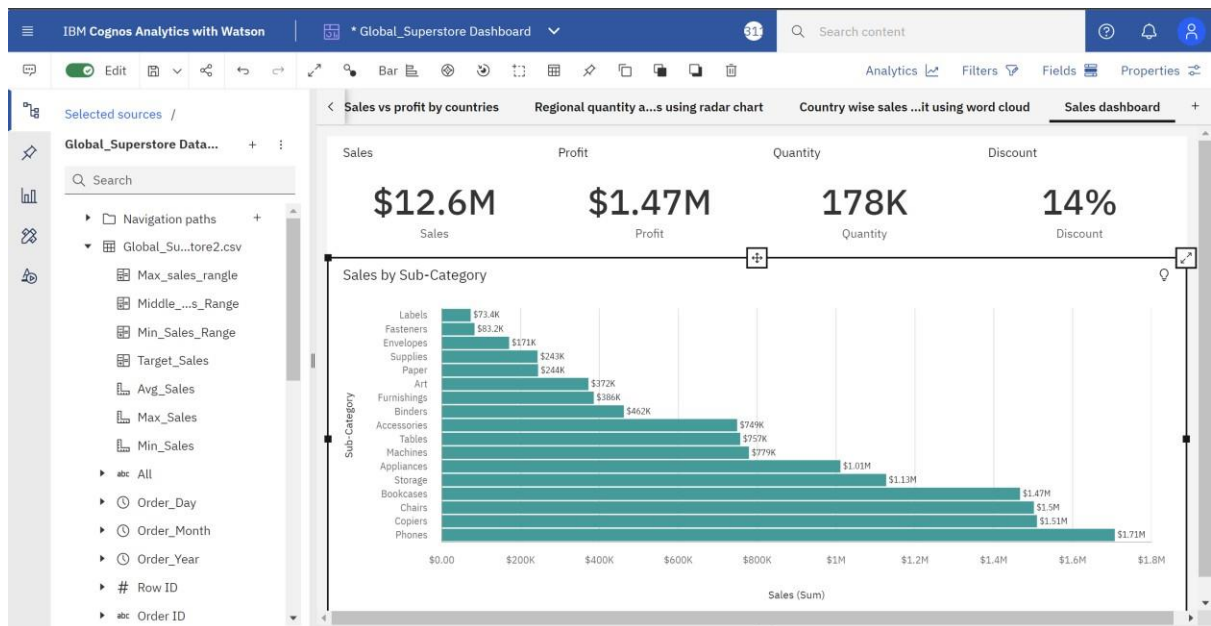 IBM Cognos Analytics with Watson
* Global_Superstore Dashboard
Search content
Edit
Bar
Analytics
Filters
Fields
Properties
Selected sources /
Global_Superstore Data... +
Search
Navigation paths +
Global_Su...tore2.csv
Max_sales_rangle
Middle_...s_Range
Min_Sales_Range
Target_Sales
Avg_Sales
Max_Sales
Min_Sales
abc All
Order_Day
Order_Month
Order_Year
# Row ID
abc Order ID
Sales vs profit by countries
Regional quantity a...s using radar chart
Country wise sales ...it using word cloud
Sales dashboard
+
Sales
Profit
Quantity
Discount
$12.6M
$1.47M
178K
14%
Sales
Profit
Quantity
Discount
Sales by Sub-Category
Sub-Category
Labels $73.4K
Fasteners $83.2K
Envelopes $171K
Supplies $243K
Paper $244K
Art $372K
Furnishings $386K
Binders $462K
Accessories $749K
Tables $757K
Machines $779K
Appliances $1.01M
Storage $1.13M
Bookcases $1.47M
Chairs $1.5M
Copiers $1.51M
Phones $1.71M
$0.00 $200K $400K $600K $800K $1M $1.2M $1.4M $1.6M $1.8M
Sales (Sum)